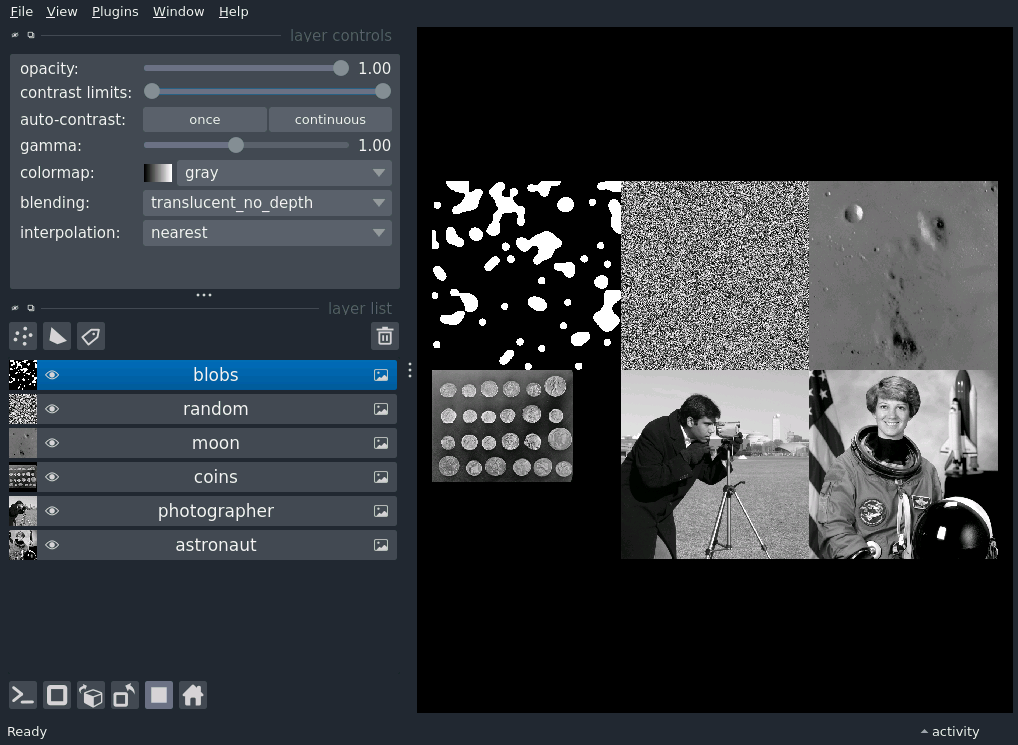 File View Plugins Window Help
layer controls
opacity: 1.00
contrast limits:
auto-contrast: once continuous
gamma: 1.00
colormap: gray
blending: translucent_no_depth
interpolation: nearest
layer list
blobs
random
moon
coins
photographer
astronaut
Ready activity